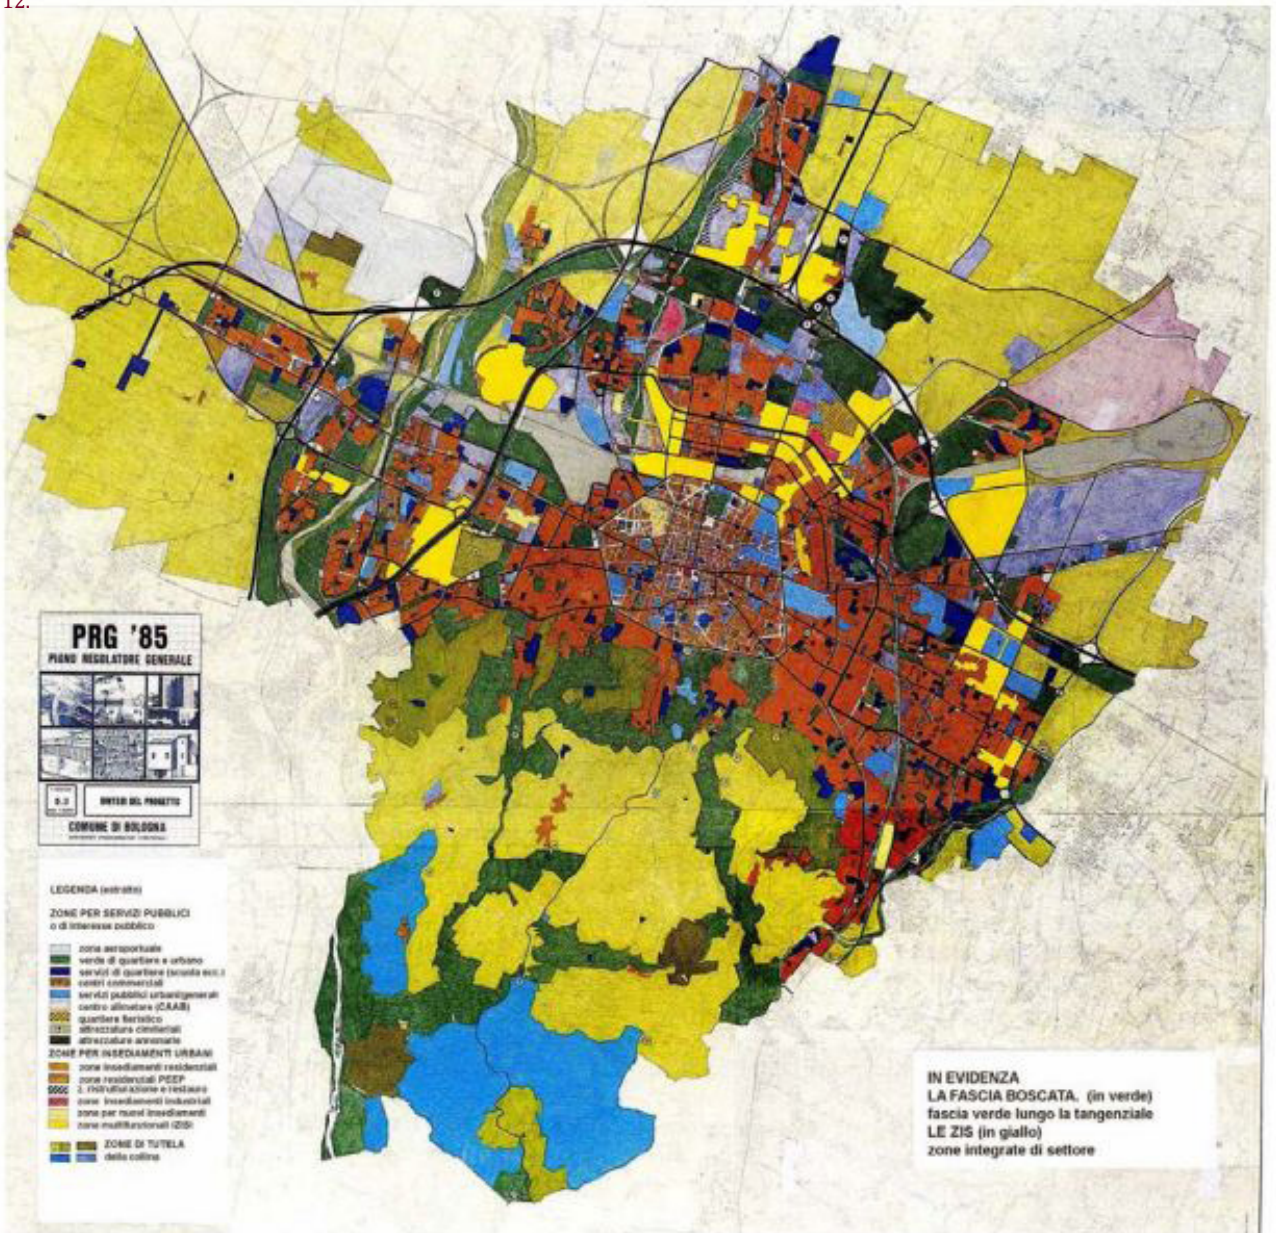 12.
PRG '85
PIANO REGOLATORE GENERALE
SINTESI DEL PROGETTO
COMUNE DI BOLOGNA
LEGENDA (estratto)
ZONE PER SERVIZI PUBBLICI
o di interesse pubblico
zona aeroportuale
verde di quartiere e urbano
servizi di quartiere (scuola ecc.)
centri commerciali
servizi pubblici urbani/generali
centro alimetare (CAAB)
quartiere fieristico
attrezzature cimiteriali
attrezzature annonarie
ZONE PER INSEDIAMENTI URBANI
zone insediamenti residenziali
zone residenziali PEEP
z. ristrutturazione e restauro
zone insediamenti industriali
zone per nuovi insediamenti
zone multifunzionali (ZIS)
ZONE DI TUTELA
della collina
IN EVIDENZA
LA FASCIA BOSCATA. (in verde)
fascia verde lungo la tangenziale
LE ZIS (in giallo)
zone integrate di settore